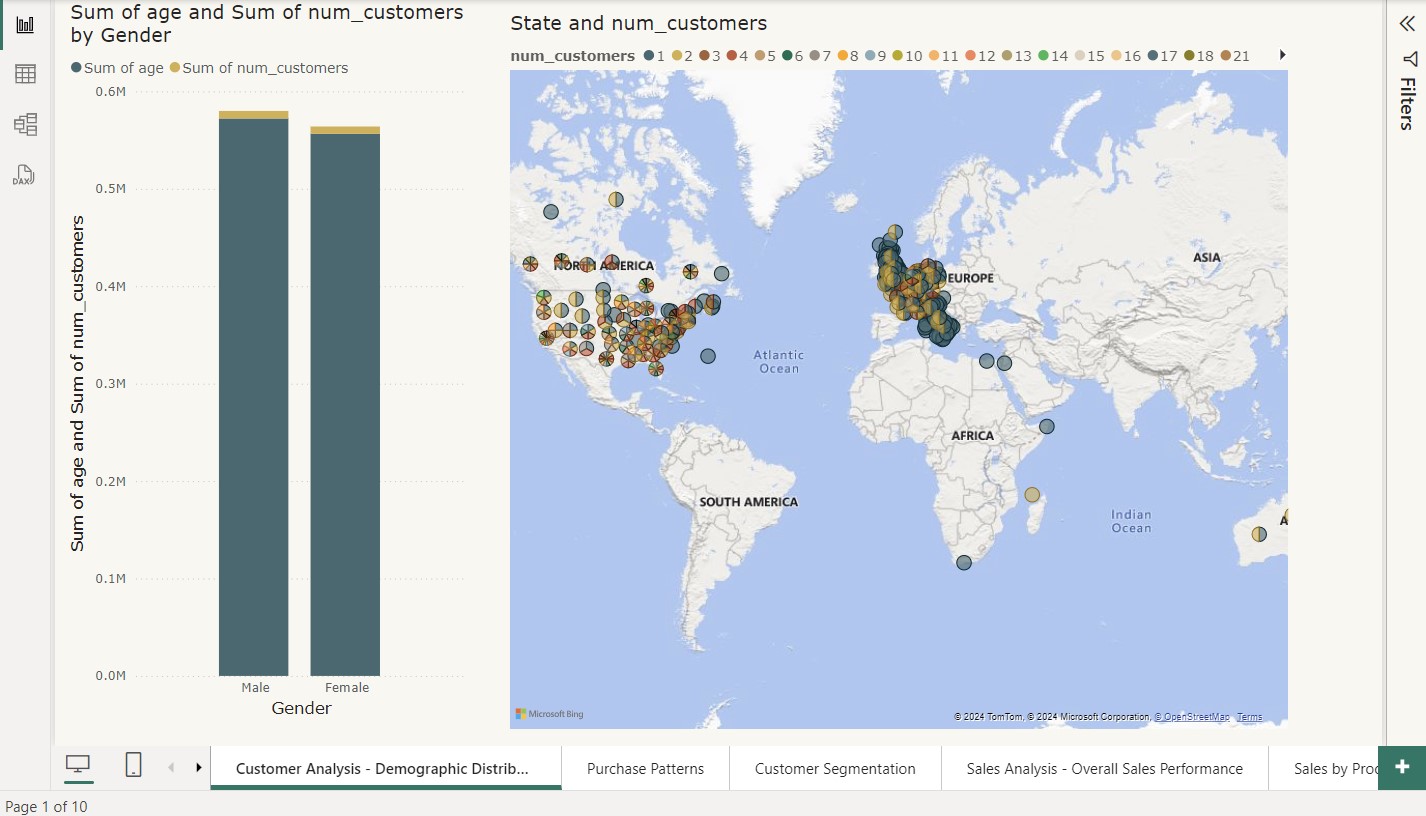 Sum of age and Sum of num_customers
by Gender
Sum of age Sum of num_customers
0.6M
0.5M
0.4M
0.3M
0.2M
0.1M
0.0M
Sum of age and Sum of num_customers
Male Female
Gender
State and num_customers
num_customers 1 2 3 4 5 6 7 8 9 10 11 12 13 14 15 16 17 18 21
NORTH AMERICA
EUROPE
ASIA
Atlantic
Ocean
AFRICA
SOUTH AMERICA
Indian
Ocean
A
Microsoft Bing
© 2024 TomTom, © 2024 Microsoft Corporation, © OpenStreetMap Terms
Filters
DAX
Customer Analysis - Demographic Distrib... Purchase Patterns Customer Segmentation Sales Analysis - Overall Sales Performance Sales by Proc
Page 1 of 10